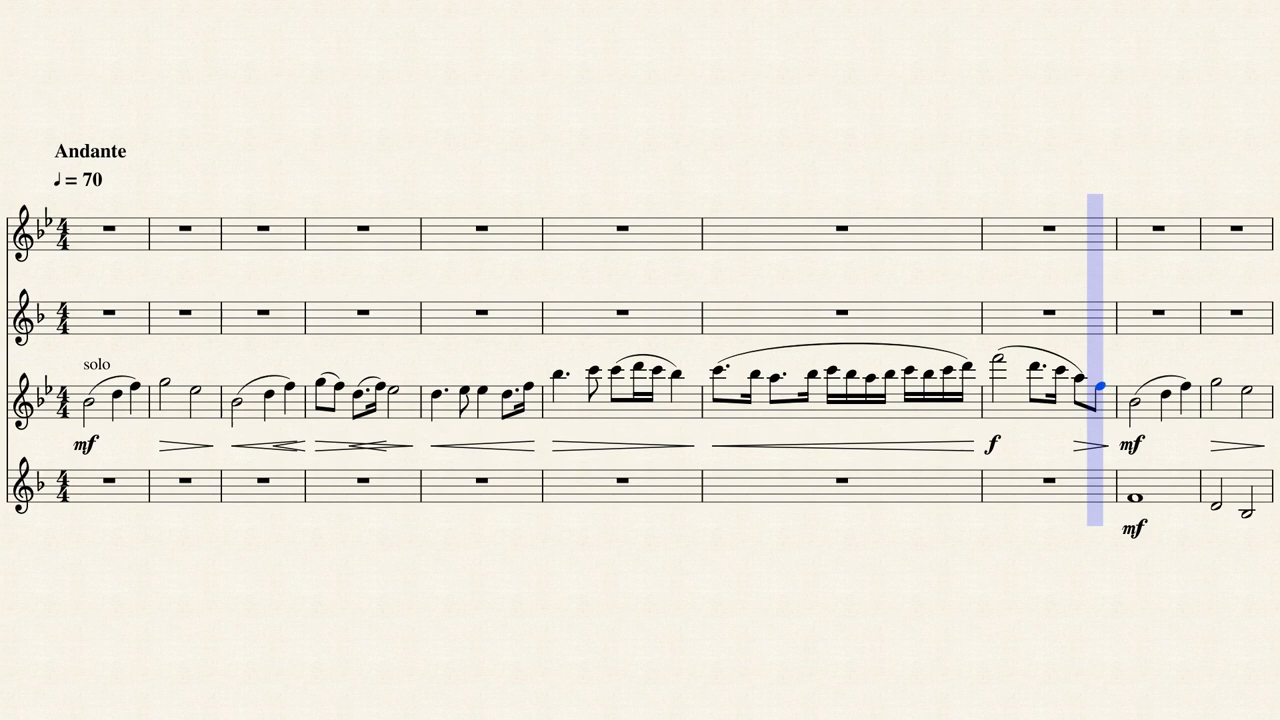 Andante
♩ = 70
solo
mf
f
mf
mf